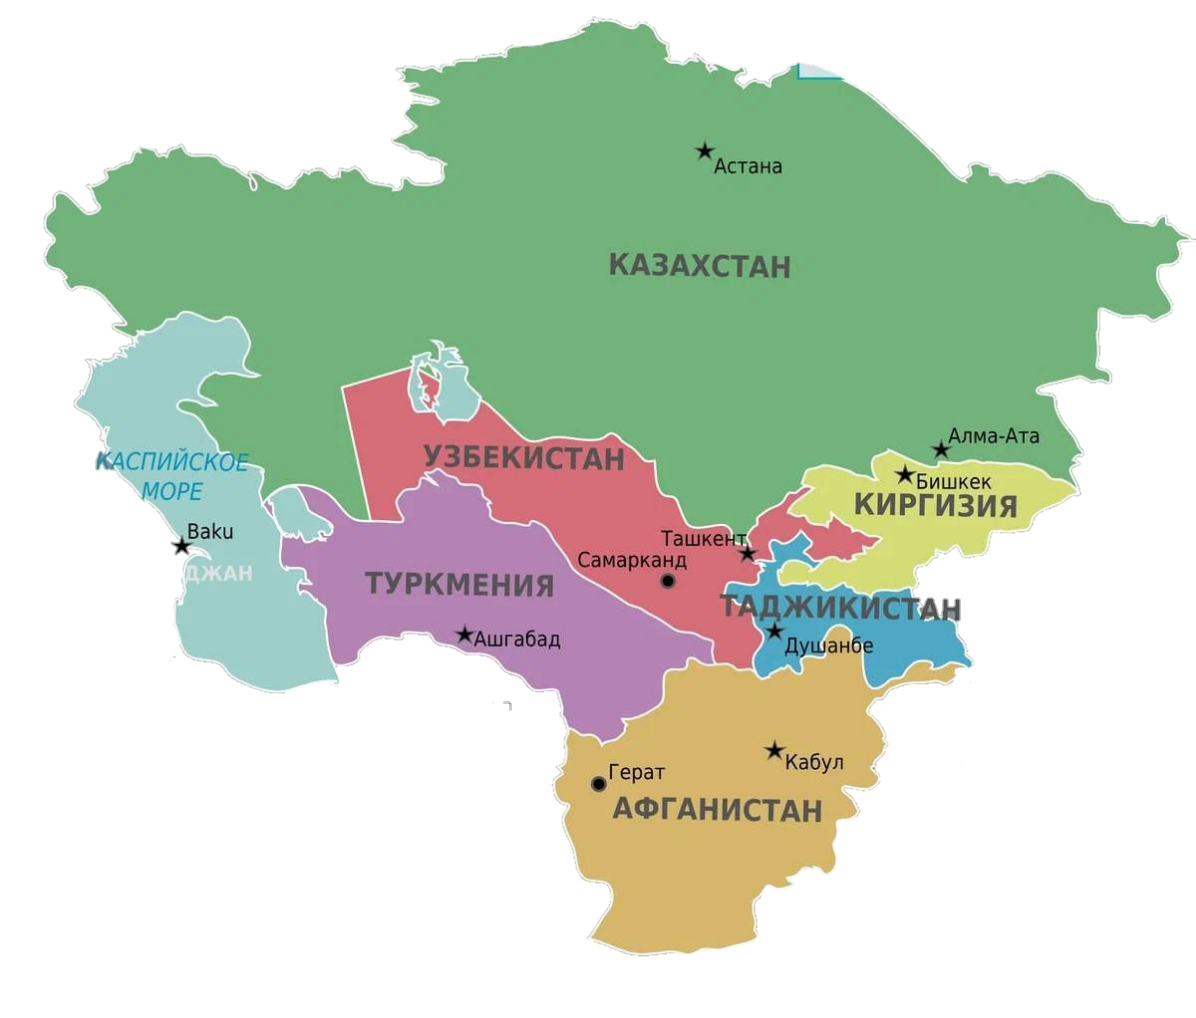 Астана
КАЗАХСТАН
Алма-Ата
УЗБЕКИСТАН
КАСПИЙСКОЕ
МОРЕ
Бишкек
КИРГИЗИЯ
Baku
Ташкент
Самарканд
ДЖАН
ТУРКМЕНИЯ
ТАДЖИКИСТАН
Ашгабад
Душанбе
Кабул
Герат
АФГАНИСТАН